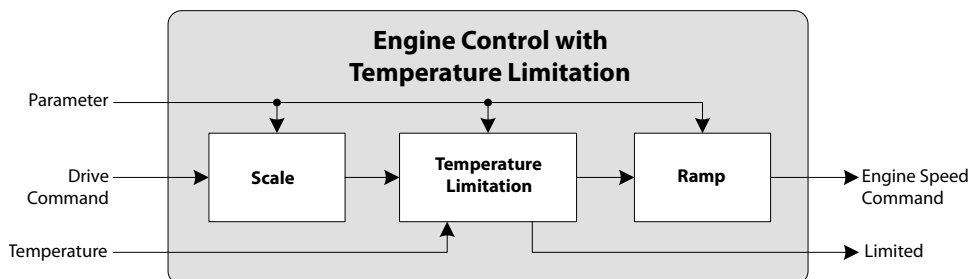 Engine Control with
Temperature Limitation
Parameter
Drive
Command
Scale
Temperature
Limitation
Ramp
Engine Speed
Command
Temperature
Limited